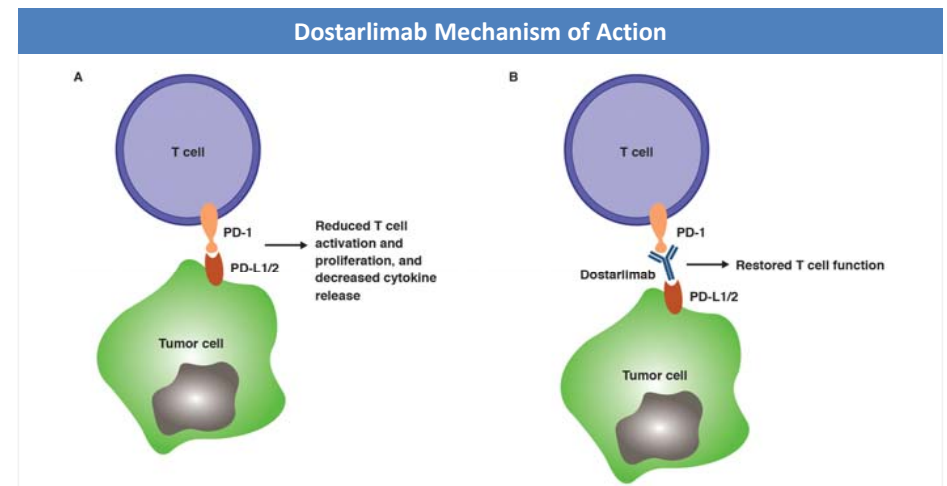 Dostarlimab Mechanism of Action
A
T cell
PD-1
PD-L1/2
Reduced T cell
activation and
proliferation, and
decreased cytokine
release
Tumor cell
B
T cell
PD-1
Dostarlimab
Restored T cell function
PD-L1/2
Tumor cell